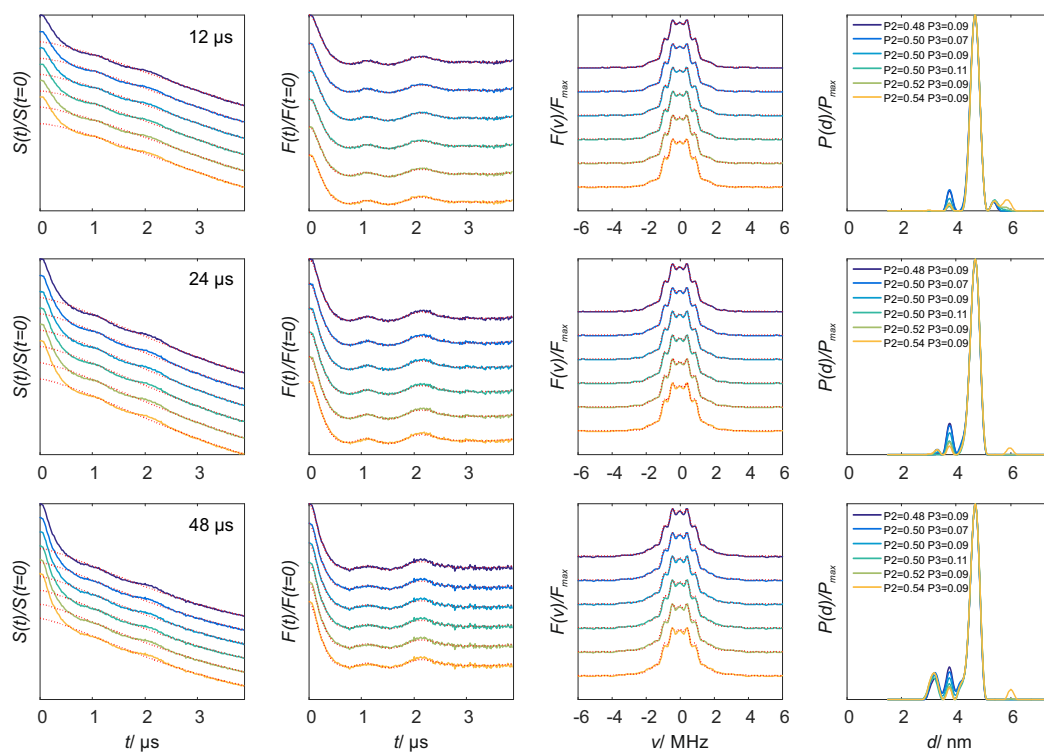 12 µs
S(t)/S(t=0)
0 1 2 3
F(t)/F(t=0)
0 1 2 3
F(v)/F_max
-6 -4 -2 0 2 4 6
P(d)/P_max
P2=0.48 P3=0.09
P2=0.50 P3=0.07
P2=0.50 P3=0.09
P2=0.50 P3=0.11
P2=0.52 P3=0.09
P2=0.54 P3=0.09
0 2 4 6
24 µs
S(t)/S(t=0)
0 1 2 3
F(t)/F(t=0)
0 1 2 3
F(v)/F_max
-6 -4 -2 0 2 4 6
P(d)/P_max
P2=0.48 P3=0.09
P2=0.50 P3=0.07
P2=0.50 P3=0.09
P2=0.50 P3=0.11
P2=0.52 P3=0.09
P2=0.54 P3=0.09
0 2 4 6
48 µs
S(t)/S(t=0)
0 1 2 3
t/ µs
F(t)/F(t=0)
0 1 2 3
t/ µs
F(v)/F_max
-6 -4 -2 0 2 4 6
v/ MHz
P(d)/P_max
P2=0.48 P3=0.09
P2=0.50 P3=0.07
P2=0.50 P3=0.09
P2=0.50 P3=0.11
P2=0.52 P3=0.09
P2=0.54 P3=0.09
0 2 4 6
d/ nm